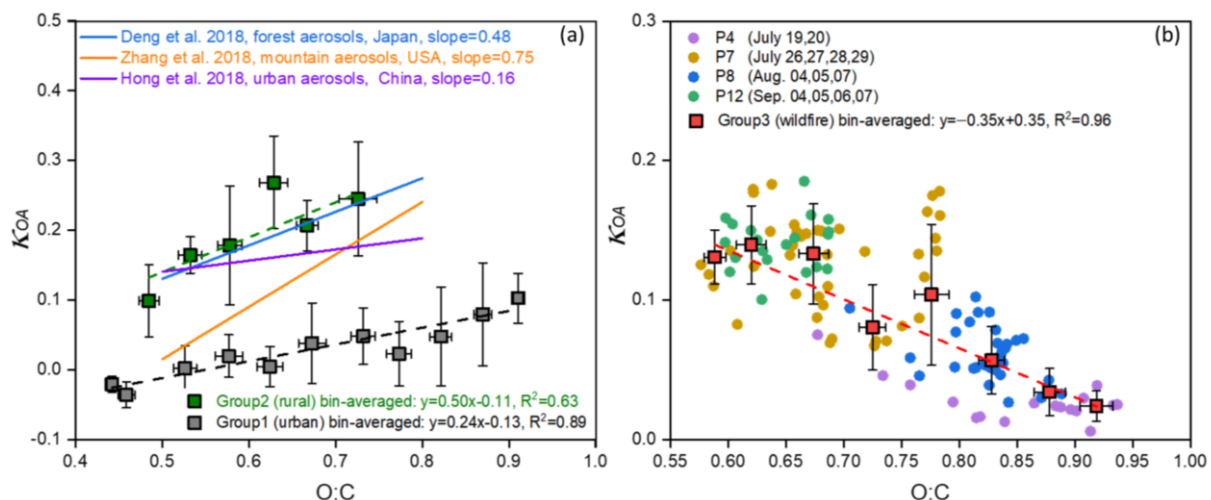 (a)
Deng et al. 2018, forest aerosols, Japan, slope=0.48
Zhang et al. 2018, mountain aerosols, USA, slope=0.75
Hong et al. 2018, urban aerosols, China, slope=0.16
0.5
0.4
0.3
0.2
0.1
0.0
-0.1
κOA
Group2 (rural) bin-averaged: y=0.50x-0.11, R²=0.63
Group1 (urban) bin-averaged: y=0.24x-0.13, R²=0.89
0.4 0.5 0.6 0.7 0.8 0.9 1.0
O:C
(b)
P4 (July 19,20)
P7 (July 26,27,28,29)
P8 (Aug. 04,05,07)
P12 (Sep. 04,05,06,07)
Group3 (wildfire) bin-averaged: y=−0.35x+0.35, R²=0.96
0.3
0.2
0.1
0.0
κOA
0.55 0.60 0.65 0.70 0.75 0.80 0.85 0.90 0.95 1.00
O:C